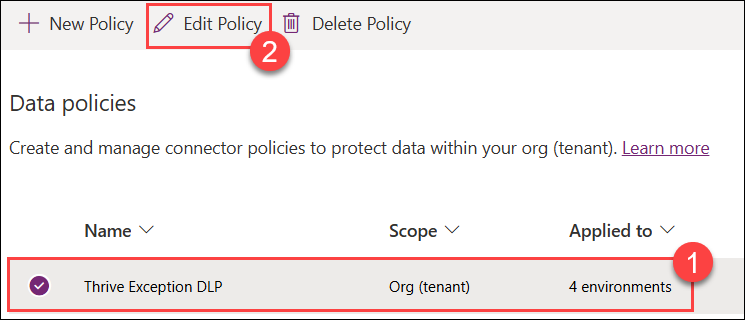 New Policy Edit Policy Delete Policy
2
Data policies
Create and manage connector policies to protect data within your org (tenant). Learn more
Name Scope Applied to
1
Thrive Exception DLP Org (tenant) 4 environments